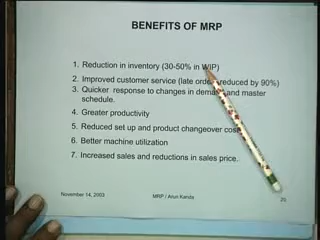 BENEFITS OF MRP
1. Reduction in inventory (30-50% in WIP)
2. Improved customer service (late order reduced by 90%)
3. Quicker response to changes in demand and master
schedule.
4. Greater productivity
5. Reduced set up and product changeover cost
6. Better machine utilization
7. Increased sales and reductions in sales price.
November 14, 2003 MRP / Arun Kanda 20